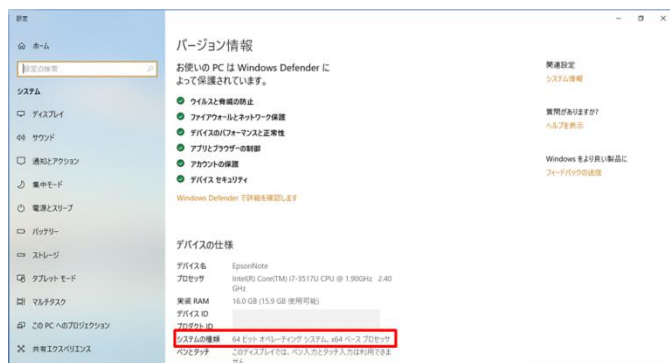 設定
ホーム
設定の検索
システム
ディスプレイ
サウンド
通知とアクション
集中モード
電源とスリープ
バッテリー
ストレージ
タブレット モード
マルチタスク
この PC へのプロジェクション
共有エクスペリエンス
バージョン情報
お使いの PC は Windows Defender に
よって保護されています。
ウイルスと脅威の防止
ファイアウォールとネットワーク保護
デバイスのパフォーマンスと正常性
アプリとブラウザーの制御
アカウントの保護
デバイス セキュリティ
Windows Defender で詳細を確認します
デバイスの仕様
デバイス名 EpsonNote
プロセッサ Intel(R) Core(TM) i7-3517U CPU @ 1.90GHz 2.40
GHz
実装 RAM 16.0 GB (15.9 GB 使用可能)
デバイス ID
プロダクト ID
システムの種類 64 ビット オペレーティング システム、x64 ベース プロセッサ
ペンとタッチ このディスプレイでは、ペン入力とタッチ入力は利用できま
せん
関連設定
システム情報
質問がありますか?
ヘルプを表示
Windows をより良い製品に
フィードバックの送信